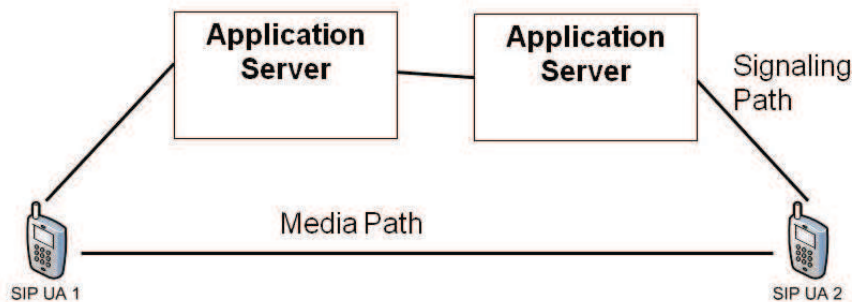 Application
Server
Application
Server
Signaling
Path
Media Path
SIP UA 1
SIP UA 2